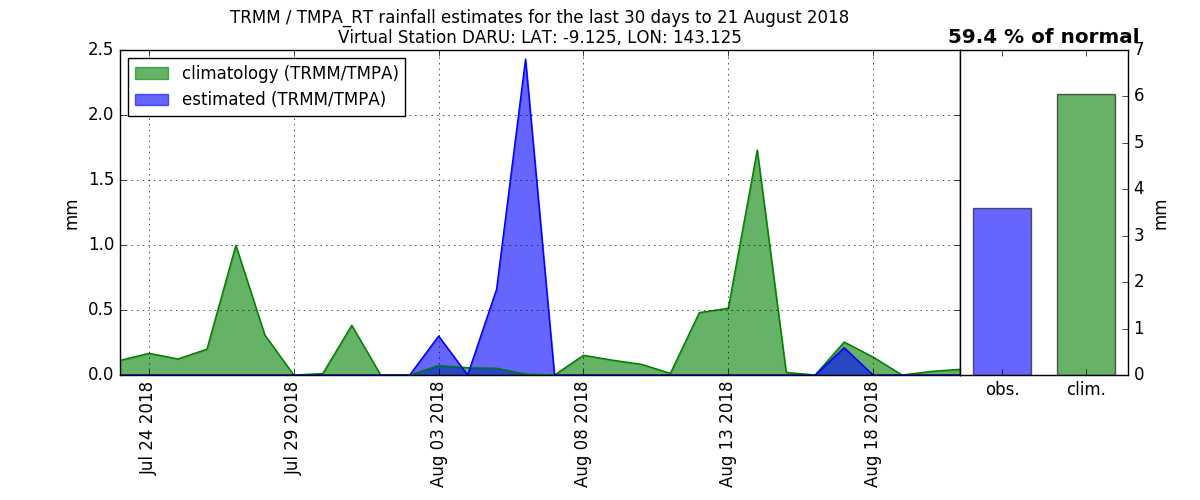 TRMM / TMPA_RT rainfall estimates for the last 30 days to 21 August 2018
Virtual Station DARU: LAT: -9.125, LON: 143.125
59.4 % of normal
climatology (TRMM/TMPA)
estimated (TRMM/TMPA)
2.5
2.0
1.5
1.0
0.5
0.0
mm
Jul 24 2018
Jul 29 2018
Aug 03 2018
Aug 08 2018
Aug 13 2018
Aug 18 2018
7
6
5
4
3
2
1
0
mm
obs.
clim.